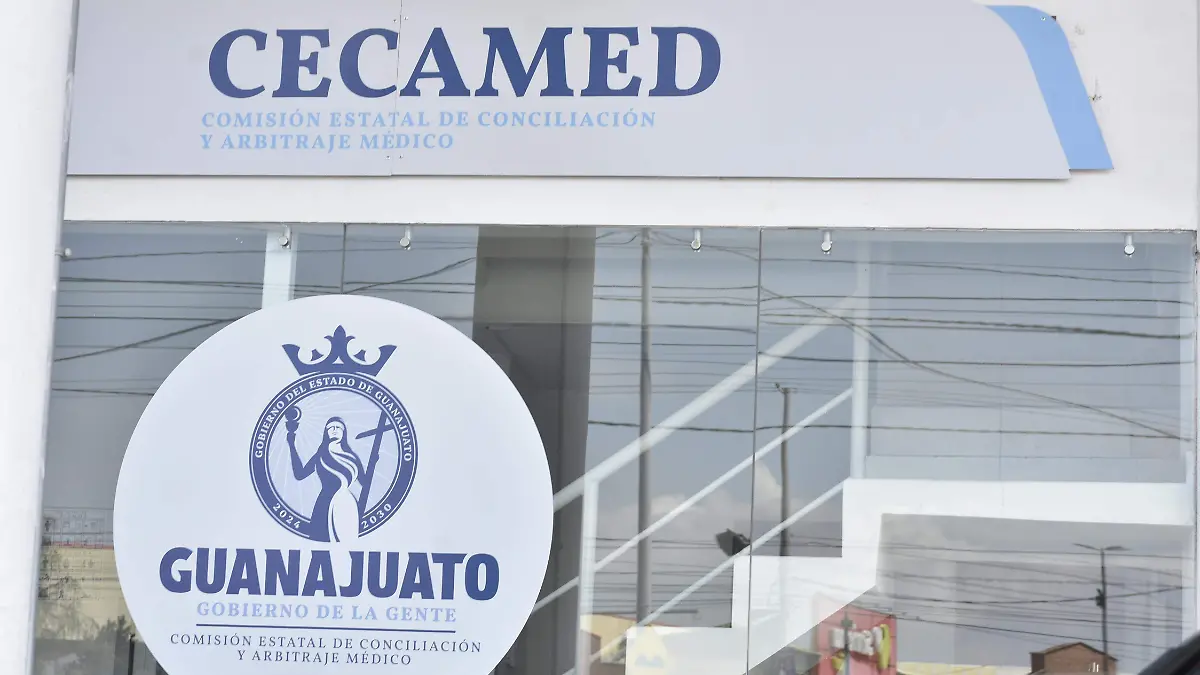 CECAMED
COMISIÓN ESTATAL DE CONCILIACIÓN
Y ARBITRAJE MÉDICO
GOBIERNO DEL ESTADO DE GUANAJUATO
2024 2030
GUANAJUATO
GOBIERNO DE LA GENTE
COMISIÓN ESTATAL DE CONCILIACIÓN
Y ARBITRAJE MÉDICO